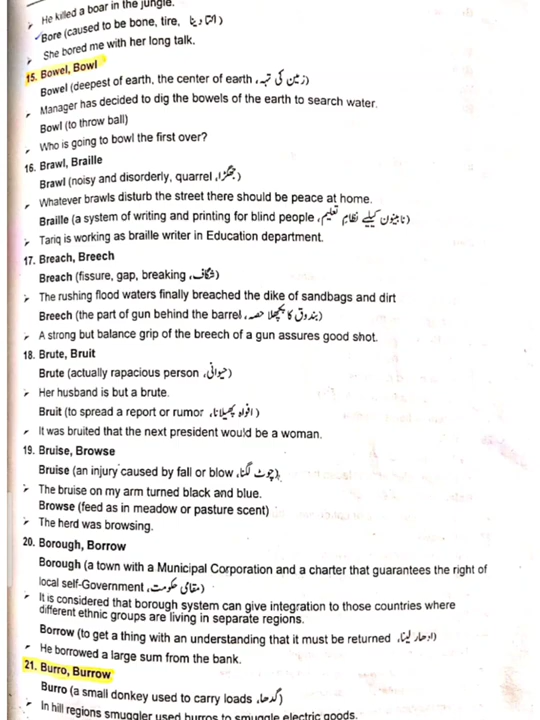 He killed a boar in the jungle.
Bore (caused to be bone, tire, اکتا دینا)
She bored me with her long talk.
15. Bowel, Bowl
Bowel (deepest of earth, the center of earth ،زمین کی تہہ)
Manager has decided to dig the bowels of the earth to search water.
Bowl (to throw ball)
Who is going to bowl the first over?
16. Brawl, Braille
Brawl (noisy and disorderly, quarrel ،جھگڑا)
Whatever brawls disturb the street there should be peace at home.
Braille (a system of writing and printing for blind people ،نابینوں کیلئے نظام تعلیم)
Tariq is working as braille writer in Education department.
17. Breach, Breech
Breach (fissure, gap, breaking ،شگاف)
The rushing flood waters finally breached the dike of sandbags and dirt
Breech (the part of gun behind the barrel ،بندوق کا پچھلا حصہ)
A strong but balance grip of the breech of a gun assures good shot.
18. Brute, Bruit
Brute (actually rapacious person ،حیوانی)
Her husband is but a brute.
Bruit (to spread a report or rumor ،افواہ پھیلانا)
It was bruited that the next president would be a woman.
19. Bruise, Browse
Bruise (an injury caused by fall or blow ،چوٹ لگنا)
The bruise on my arm turned black and blue.
Browse (feed as in meadow or pasture scent)
The herd was browsing.
20. Borough, Borrow
Borough (a town with a Municipal Corporation and a charter that guarantees the right of
local self-Government ،مقامی حکومت)
It is considered that borough system can give integration to those countries where
different ethnic groups are living in separate regions.
Borrow (to get a thing with an understanding that it must be returned ،ادھار لینا)
He borrowed a large sum from the bank.
21. Burro, Burrow
Burro (a small donkey used to carry loads ،گدھا)
In hill regions smuggler used burros to smuggle electric goods.